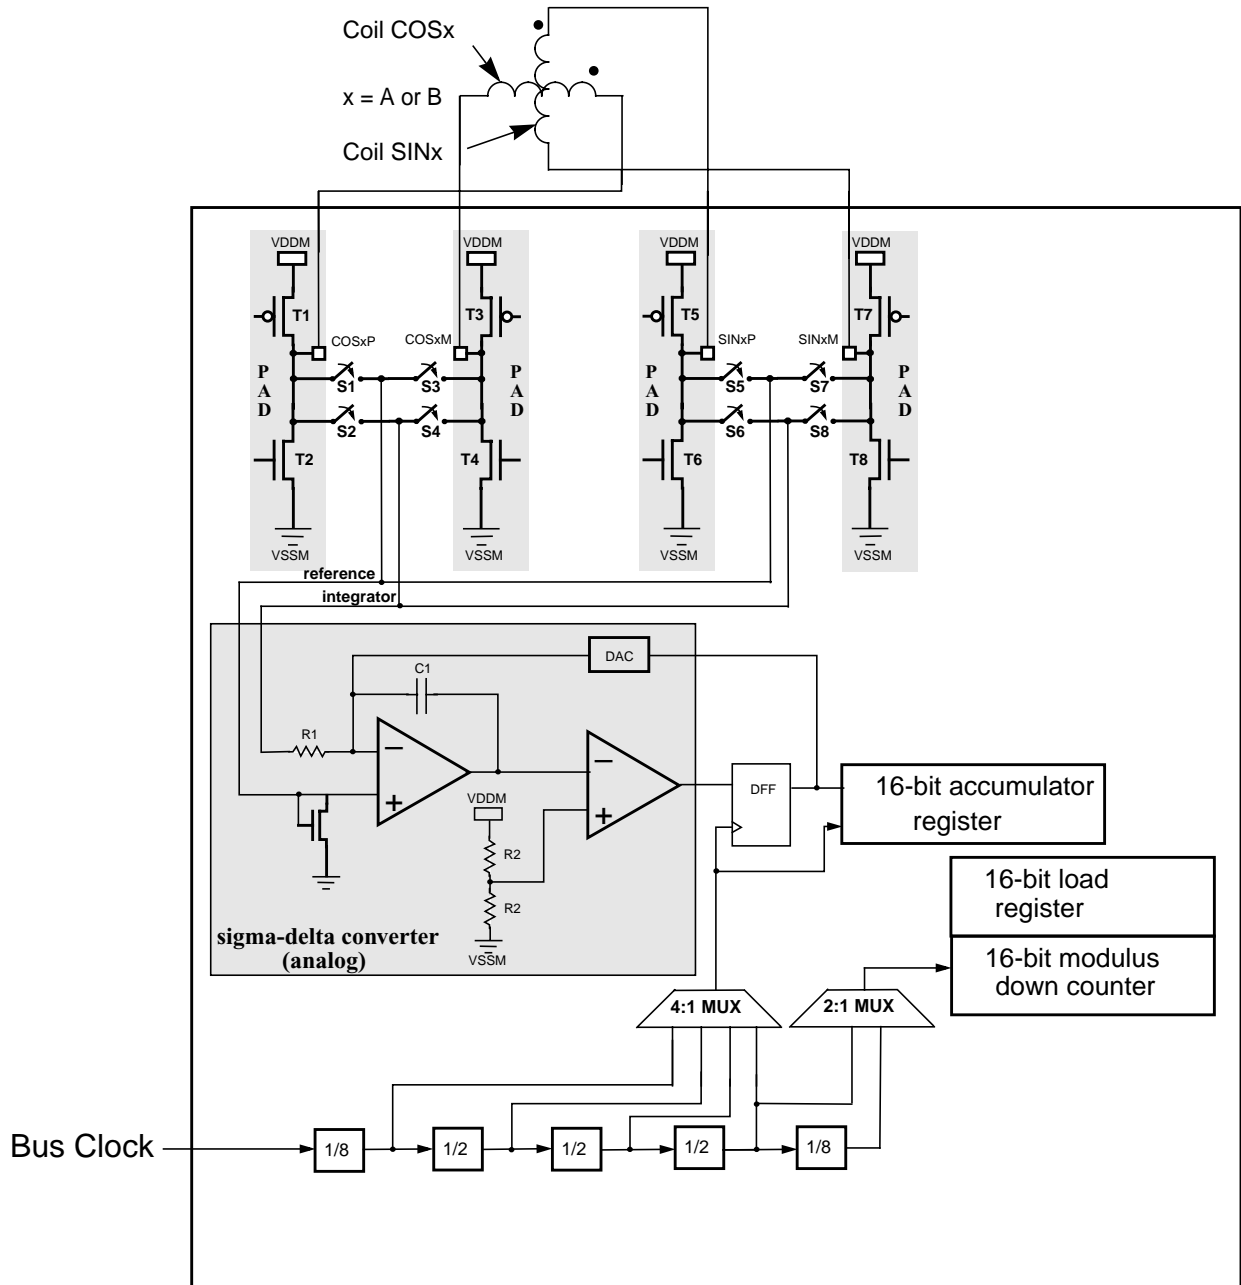 Coil COSx
x = A or B
Coil SINx
VDDM
VDDM
VDDM
VDDM
T1
T3
T5
T7
COSxP
COSxM
SINxP
SINxM
P
A
D
S1
S3
P
A
D
P
A
D
S5
S7
P
A
D
S2
S4
S6
S8
T2
T4
T6
T8
VSSM
VSSM
VSSM
VSSM
reference
integrator
DAC
C1
R1
−
+
−
+
VDDM
R2
R2
VSSM
DFF
16-bit accumulator
register
16-bit load
register
16-bit modulus
down counter
sigma-delta converter
(analog)
4:1 MUX
2:1 MUX
Bus Clock
1/8
1/2
1/2
1/2
1/8